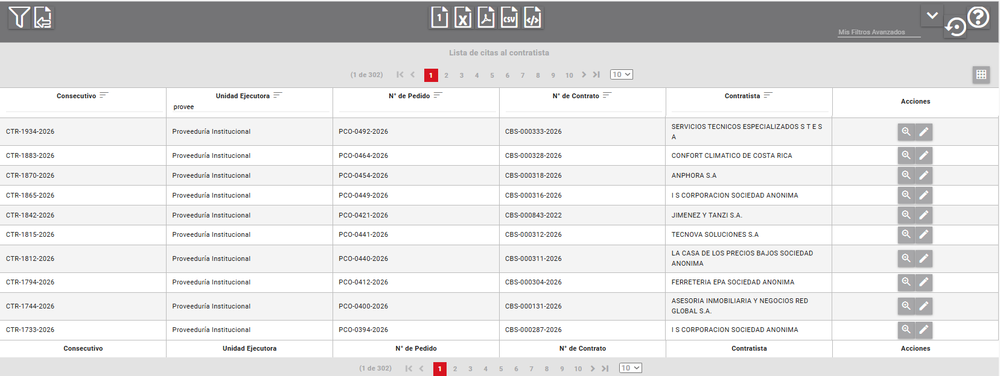 1 X CSV </>
Mis Filtros Avanzados
Lista de citas al contratista
(1 de 302) 1 2 3 4 5 6 7 8 9 10 10
Consecutivo Unidad Ejecutora N° de Pedido N° de Contrato Contratista Acciones
provee
CTR-1934-2026 Proveeduría Institucional PCO-0492-2026 CBS-000333-2026 SERVICIOS TECNICOS ESPECIALIZADOS S T E S
A
CTR-1883-2026 Proveeduría Institucional PCO-0464-2026 CBS-000328-2026 CONFORT CLIMATICO DE COSTA RICA
CTR-1870-2026 Proveeduría Institucional PCO-0454-2026 CBS-000318-2026 ANPHORA S.A
CTR-1865-2026 Proveeduría Institucional PCO-0449-2026 CBS-000316-2026 I S CORPORACION SOCIEDAD ANONIMA
CTR-1842-2026 Proveeduría Institucional PCO-0421-2026 CBS-000843-2022 JIMENEZ Y TANZI S.A.
CTR-1815-2026 Proveeduría Institucional PCO-0441-2026 CBS-000312-2026 TECNOVA SOLUCIONES S.A
CTR-1812-2026 Proveeduría Institucional PCO-0440-2026 CBS-000311-2026 LA CASA DE LOS PRECIOS BAJOS SOCIEDAD
ANONIMA
CTR-1794-2026 Proveeduría Institucional PCO-0412-2026 CBS-000304-2026 FERRETERIA EPA SOCIEDAD ANONIMA
CTR-1744-2026 Proveeduría Institucional PCO-0400-2026 CBS-000131-2026 ASESORIA INMOBILIARIA Y NEGOCIOS RED
GLOBAL S.A.
CTR-1733-2026 Proveeduría Institucional PCO-0394-2026 CBS-000287-2026 I S CORPORACION SOCIEDAD ANONIMA
Consecutivo Unidad Ejecutora N° de Pedido N° de Contrato Contratista Acciones
(1 de 302) 1 2 3 4 5 6 7 8 9 10 10